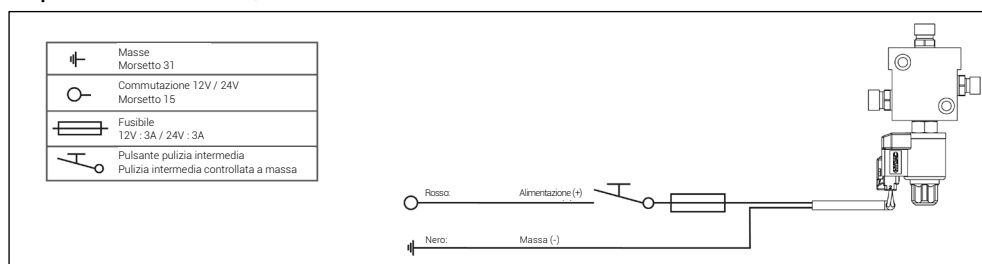 Masse
Morsetto 31
Commutazione 12V / 24V
Morsetto 15
Fusibile
12V : 3A / 24V : 3A
Pulsante pulizia intermedia
Pulizia intermedia controllata a massa
Rosso: Alimentazione (+)
Nero: Massa (-)